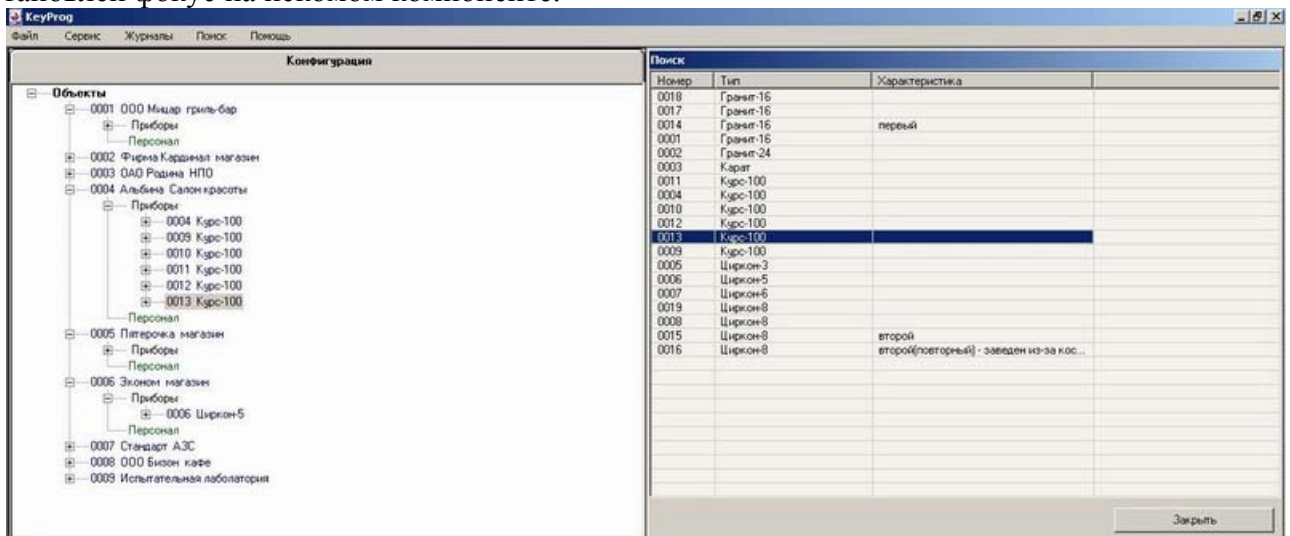 фокус на искомом компоненте.
KeyProg
Файл Сервис Журналы Поиск Помощь
Конфигурация
Объекты
0001 ООО Мицар гриль-бар
Приборы
Персонал
0002 Фирма Кардинал магазин
0003 ОАО Родина НПО
0004 Альбина Салон красоты
Приборы
0004 Курс-100
0009 Курс-100
0010 Курс-100
0011 Курс-100
0012 Курс-100
0013 Курс-100
Персонал
0005 Пятерочка магазин
Приборы
Персонал
0006 Эконом магазин
Приборы
0006 Циркон-5
Персонал
0007 Стандарт АЗС
0008 ООО Бизон кафе
0009 Испытательная лаболатория
Поиск
Номер Тип Характеристика
0018 Гранит-16
0017 Гранит-16
0014 Гранит-16 первый
0001 Гранит-16
0002 Гранит-24
0003 Карат
0011 Курс-100
0004 Курс-100
0010 Курс-100
0012 Курс-100
0013 Курс-100
0009 Курс-100
0005 Циркон-3
0006 Циркон-5
0007 Циркон-6
0019 Циркон-8
0008 Циркон-8
0015 Циркон-8 второй
0016 Циркон-8 второй(повторный) - заведен из-за кос...
Закрыть